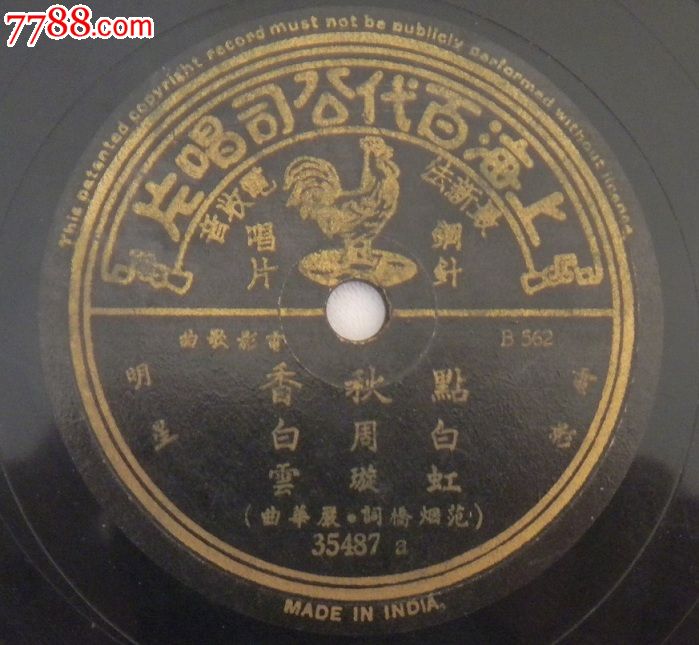 7788.com
This patented copyright record must not be publicly performed without licence.
上海百代公司唱片
最新法
電收音
鋼針
唱片
電影歌曲
B 562
電影
明星
點秋香
白虹
周璇
白雲
(范烟橋詞•嚴華曲)
35487 a
MADE IN INDIA.